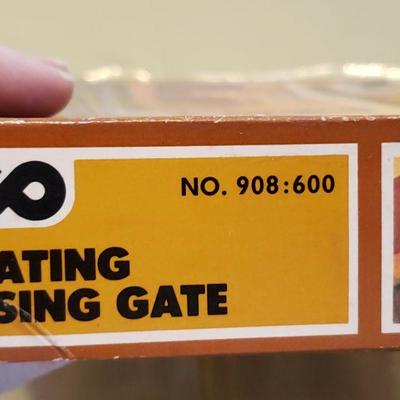 NO. 908:600
ATING
SING GATE